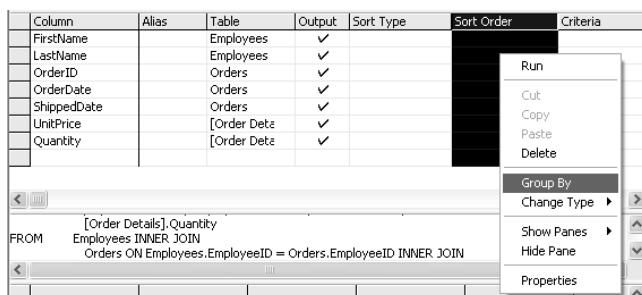 Column Alias Table Output Sort Type Sort Order Criteria
FirstName Employees
LastName Employees
OrderID Orders
OrderDate Orders
ShippedDate Orders
UnitPrice [Order Deta
Quantity [Order Deta
Run
Cut
Copy
Paste
Delete
Group By
Change Type
Show Panes
Hide Pane
Properties
[Order Details].Quantity
FROM Employees INNER JOIN
Orders ON Employees.EmployeeID = Orders.EmployeeID INNER JOIN